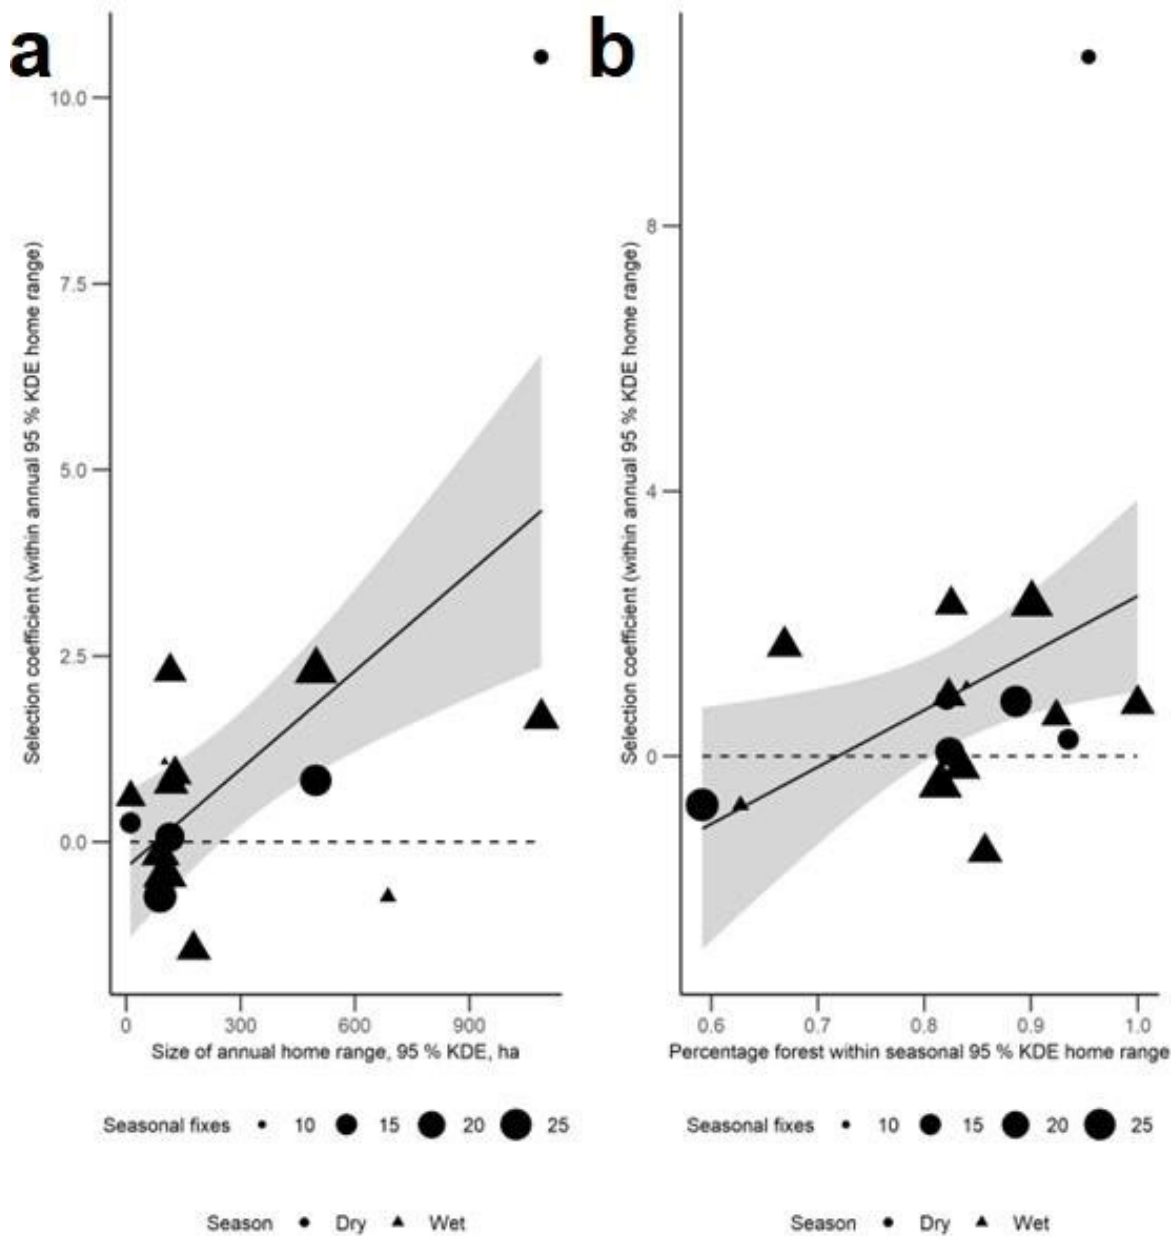 a
Selection coefficient (within annual 95 % KDE home range)
10.0
7.5
5.0
2.5
0.0
0 300 600 900
Size of annual home range, 95 % KDE, ha
Seasonal fixes 10 15 20 25
Season Dry Wet
b
Selection coefficient (within annual 95 % KDE home range)
8
4
0
0.6 0.7 0.8 0.9 1.0
Percentage forest within seasonal 95 % KDE home range
Seasonal fixes 10 15 20 25
Season Dry Wet